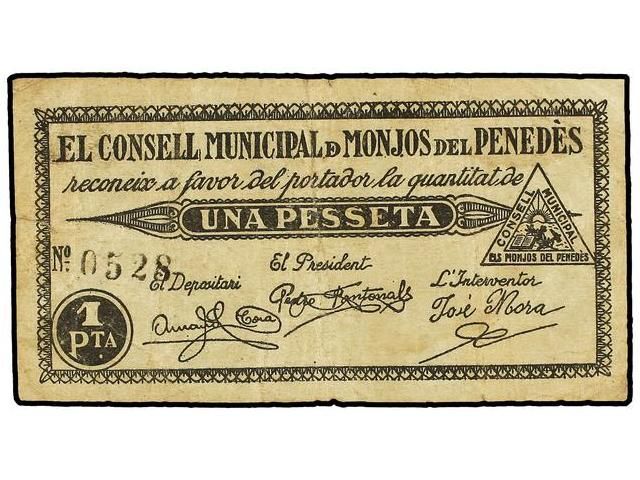 EL CONSELL MUNICIPAL D MONJOS DEL PENEDÈS
reconeix a favor del portador la quantitat de
UNA PESSETA
CONSELL MUNICIPAL
ELS MONJOS DEL PENEDÈS
Nº 0528
El Depositari
El President
L'Interventor
Pedro Fontanals
José Mora
1
PTA.